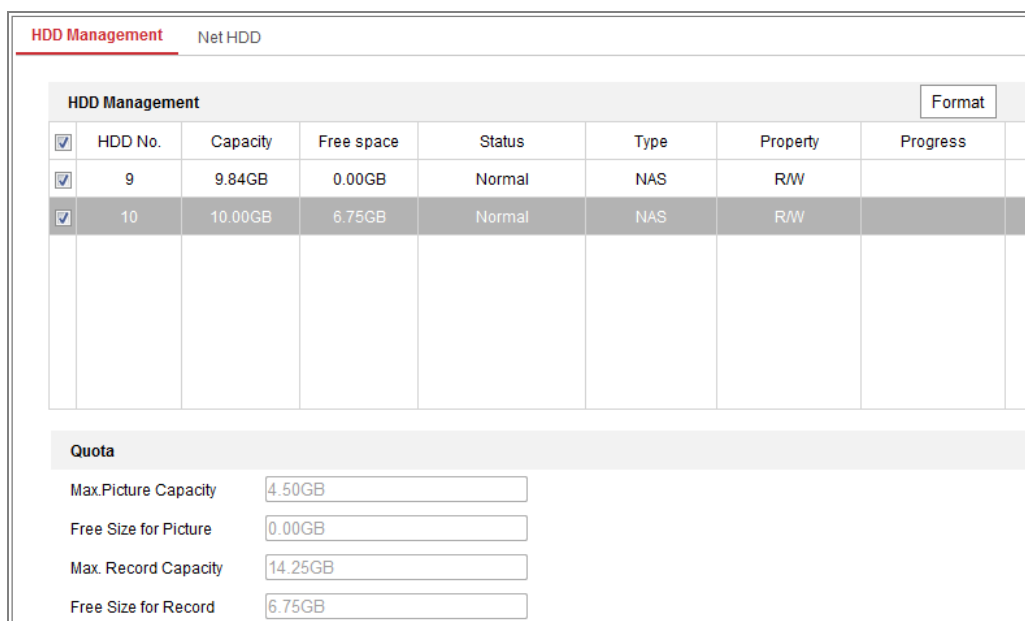 HDD Management Net HDD
HDD Management Format
HDD No. Capacity Free space Status Type Property Progress
9 9.84GB 0.00GB Normal NAS R/W
10 10.00GB 6.75GB Normal NAS R/W
Quota
Max.Picture Capacity 4.50GB
Free Size for Picture 0.00GB
Max. Record Capacity 14.25GB
Free Size for Record 6.75GB